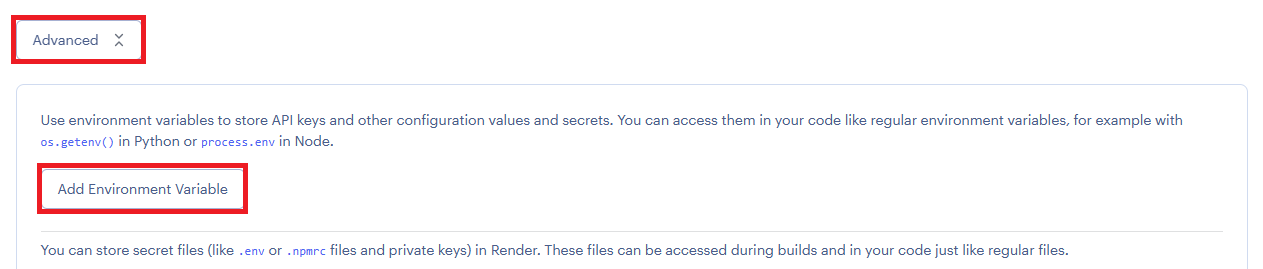 Advanced
Use environment variables to store API keys and other configuration values and secrets. You can access them in your code like regular environment variables, for example with
os.getenv() in Python or process.env in Node.
Add Environment Variable
You can store secret files (like .env or .npmrc files and private keys) in Render. These files can be accessed during builds and in your code just like regular files.